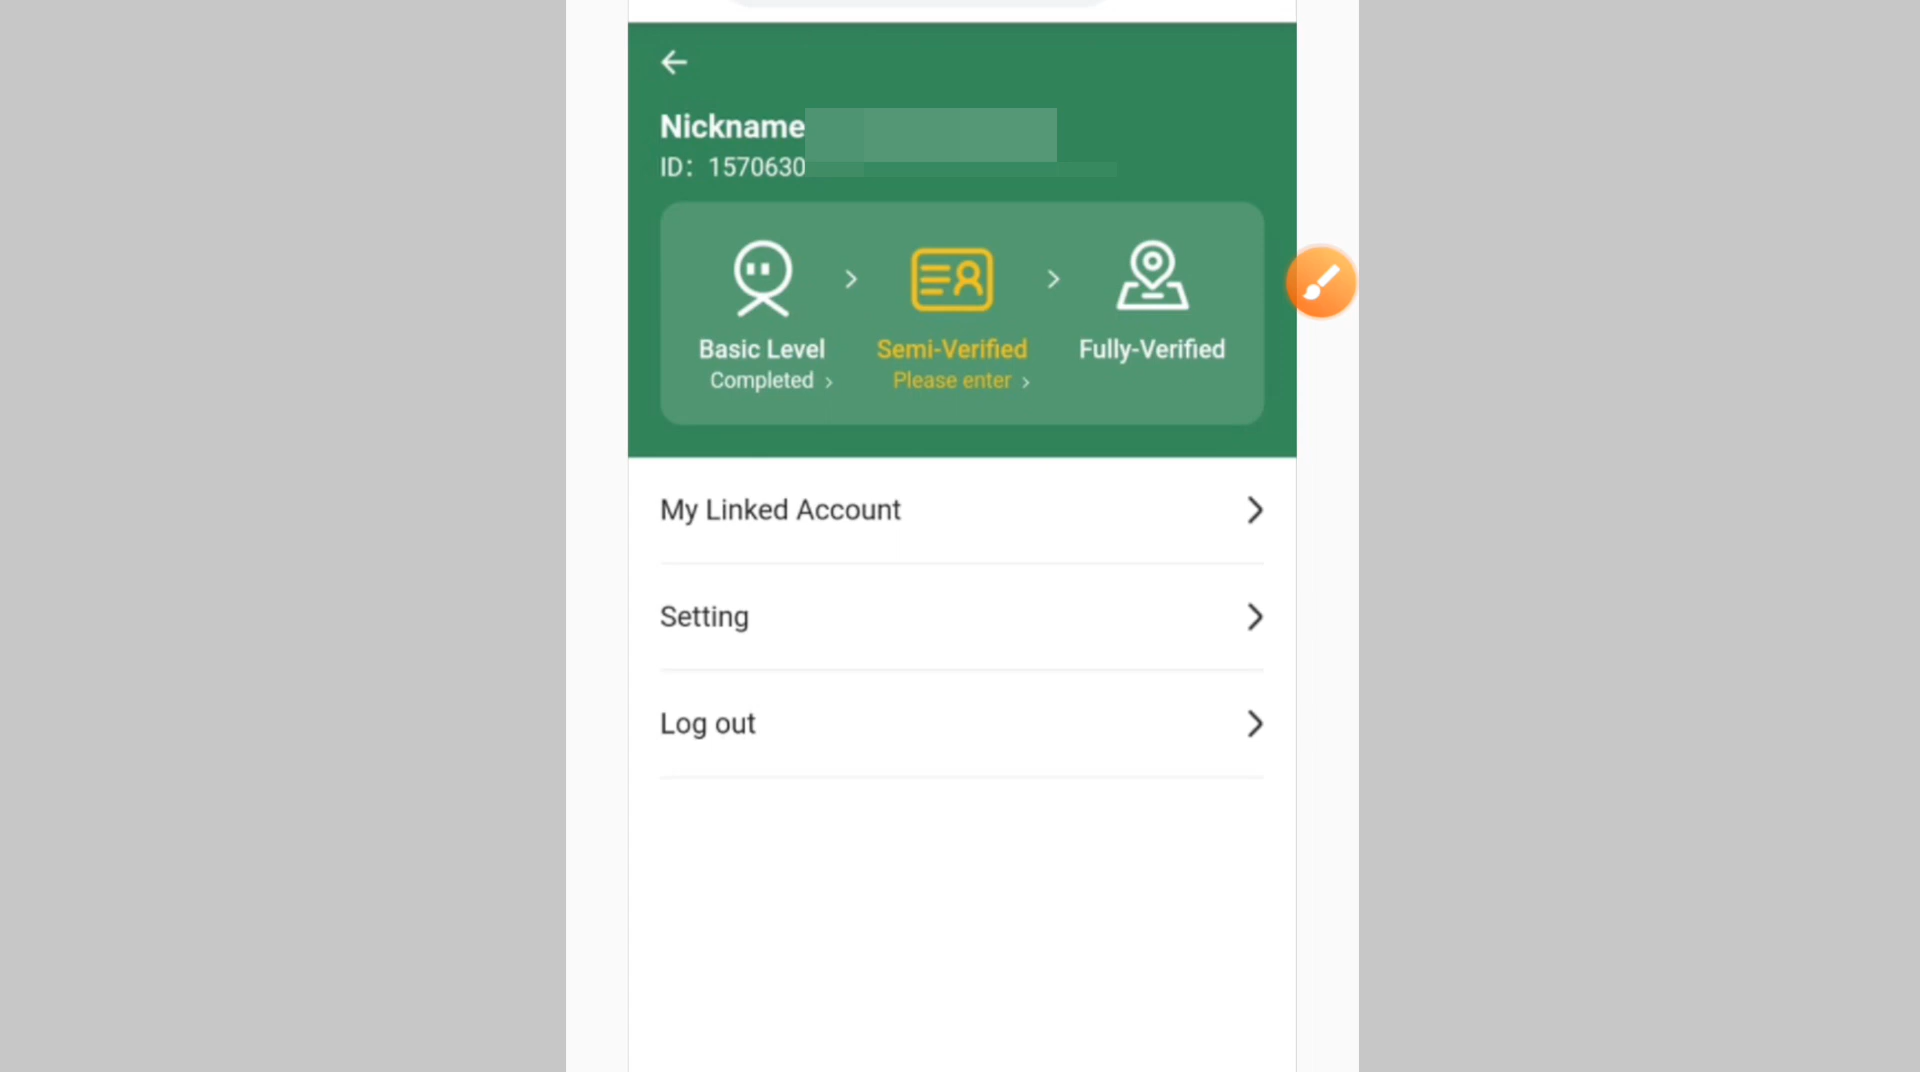 Nickname
ID: 1570630
Basic Level
Completed
Semi-Verified
Please enter
Fully-Verified
My Linked Account
Setting
Log out